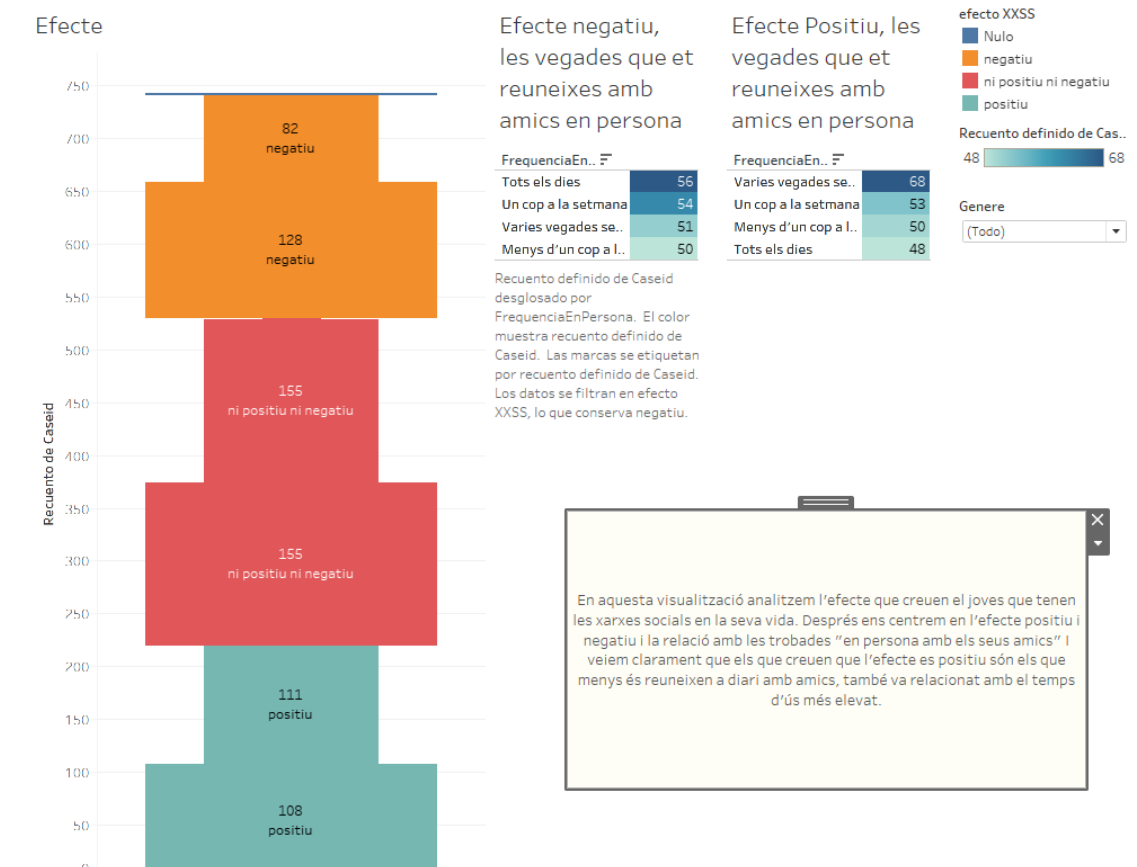 Efecte
750
700
650
600
550
500
450
400
350
300
250
200
150
100
50
0
Recuento de Caseid
82
negatiu
128
negatiu
155
ni positiu ni negatiu
155
ni positiu ni negatiu
111
positiu
108
positiu
Efecte negatiu,
les vegades que et
reuneixes amb
amics en persona
FrequenciaEn..
Tots els dies 56
Un cop a la setmana 54
Varies vegades se.. 51
Menys d'un cop a l.. 50
Recuento definido de Caseid
desglosado por
FrequenciaEnPersona. El color
muestra recuento definido de
Caseid. Las marcas se etiquetan
por recuento definido de Caseid.
Los datos se filtran en efecto
XXSS, lo que conserva negatiu.
Efecte Positiu, les
vegades que et
reuneixes amb
amics en persona
FrequenciaEn..
Varies vegades se.. 68
Un cop a la setmana 53
Menys d'un cop a l.. 50
Tots els dies 48
efecto XXSS
Nulo
negatiu
ni positiu ni negatiu
positiu
Recuento definido de Cas..
48 68
Genere
(Todo)
En aquesta visualització analitzem l'efecte que creuen el joves que tenen
les xarxes socials en la seva vida. Després ens centrem en l'efecte positiu i
negatiu i la relació amb les trobades "en persona amb els seus amics" I
veiem clarament que els que creuen que l'efecte es positiu són els que
menys és reuneixen a diari amb amics, també va relacionat amb el temps
d'ús més elevat.